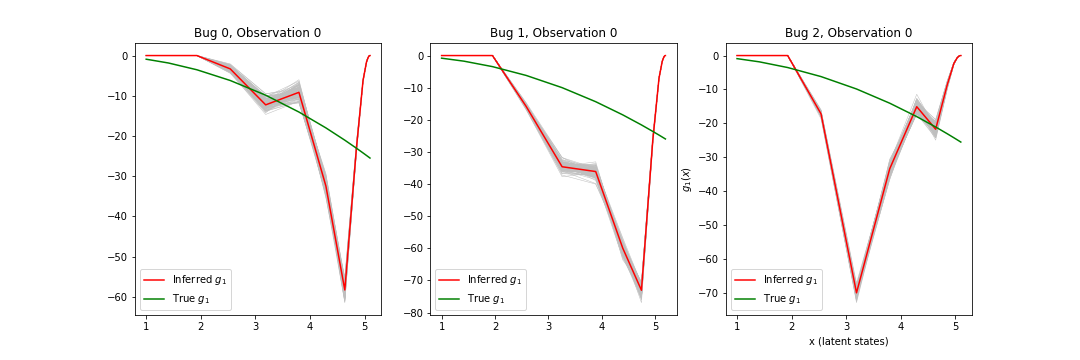 Bug 0, Observation 0
0
−10
−20
−30
−40
−50
−60
1 2 3 4 5
Inferred g₁
True g₁
Bug 1, Observation 0
0
−10
−20
−30
−40
−50
−60
−70
−80
1 2 3 4 5
Inferred g₁
True g₁
Bug 2, Observation 0
g₁(x)
0
−10
−20
−30
−40
−50
−60
−70
1 2 3 4 5
x (latent states)
Inferred g₁
True g₁